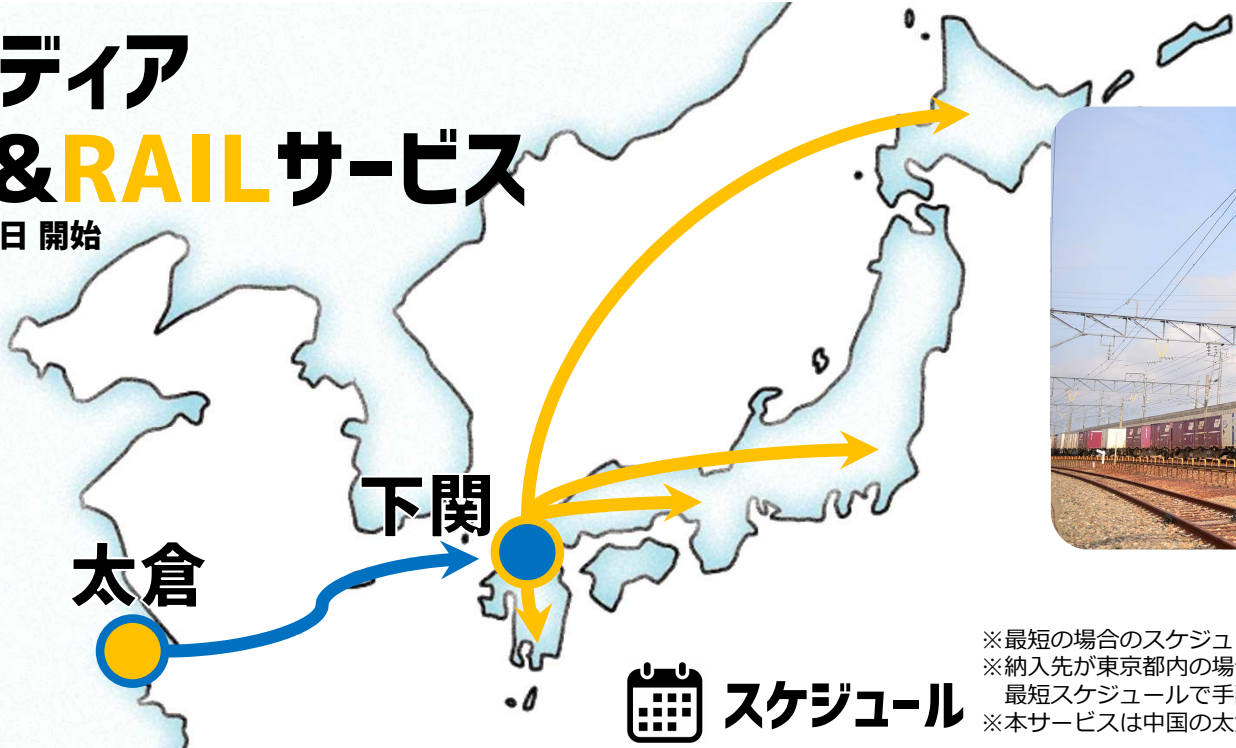 ディア
&RAILサービス
日 開始
下関
太倉
スケジュール
※最短の場合のスケジュ
※納入先が東京都内の場
最短スケジュールで手
※本サービスは中国の太